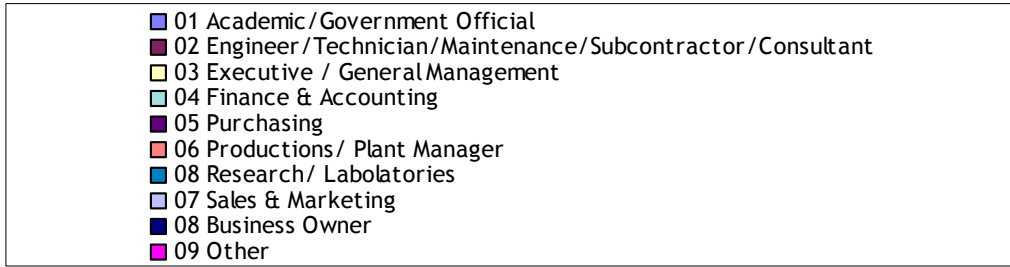 01 Academic/Government Official
02 Engineer/Technician/Maintenance/Subcontractor/Consultant
03 Executive / General Management
04 Finance & Accounting
05 Purchasing
06 Productions/ Plant Manager
08 Research/ Labolatories
07 Sales & Marketing
08 Business Owner
09 Other